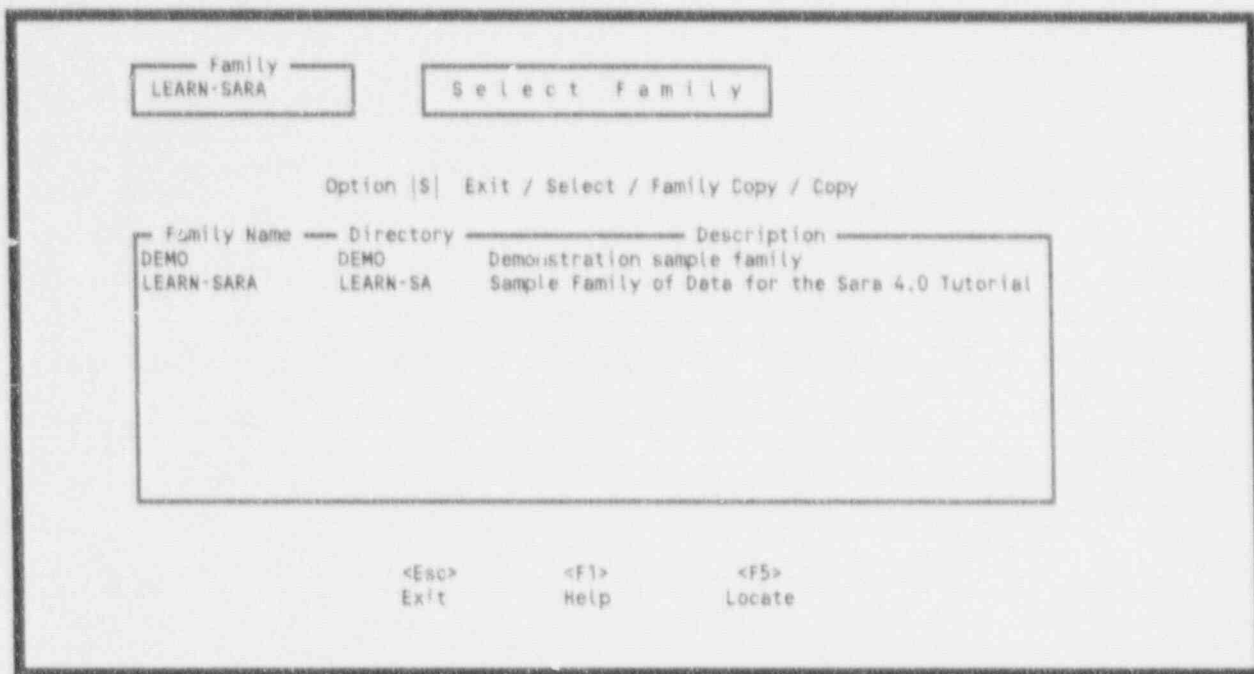 Family
LEARN-SARA
Select Family
Option |S| Exit / Select / Family Copy / Copy
Family Name Directory Description
DEMO DEMO Demonstration sample family
LEARN-SARA LEARN-SA Sample Family of Data for the Sara 4.0 Tutorial
<Esc> <F1> <F5>
Exit Help Locate